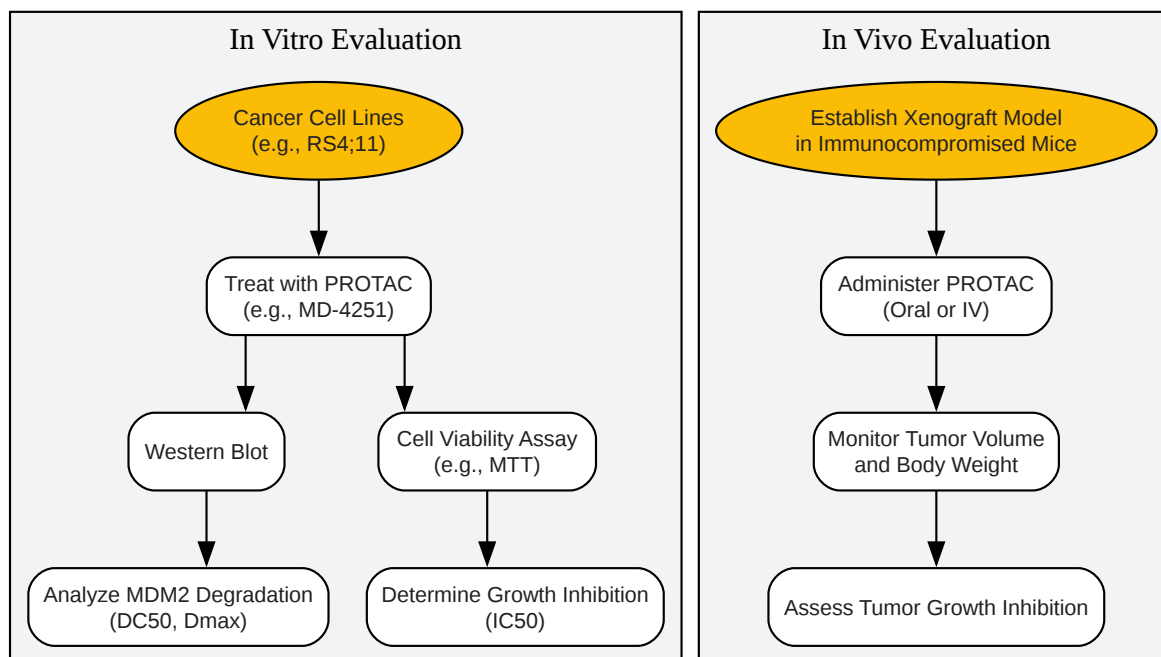 In Vitro Evaluation
Cancer Cell Lines
(e.g., RS4;11)
Treat with PROTAC
(e.g., MD-4251)
Western Blot
Cell Viability Assay
(e.g., MTT)
Analyze MDM2 Degradation
(DC50, Dmax)
Determine Growth Inhibition
(IC50)
In Vivo Evaluation
Establish Xenograft Model
in Immunocompromised Mice
Administer PROTAC
(Oral or IV)
Monitor Tumor Volume
and Body Weight
Assess Tumor Growth Inhibition